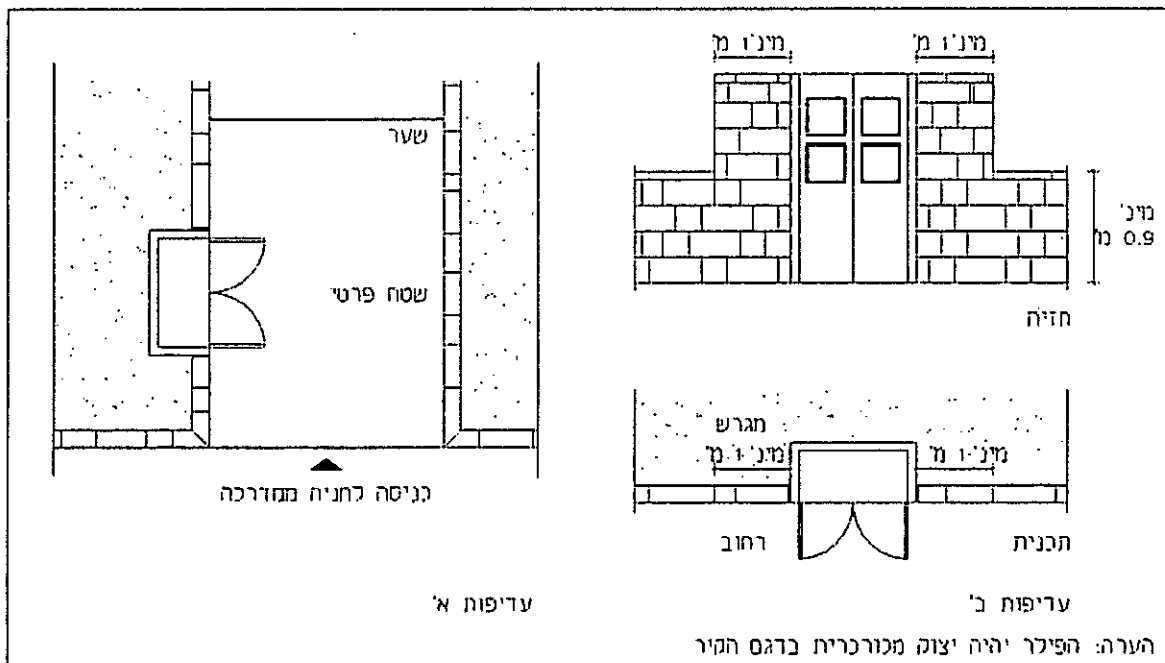 מינ' 1 מ'
מינ' 1 מ'
מינ' 0.9 מ'
חזית
מגרש
מינ' 1 מ'
מינ' 1 מ'
תכנית
רחוב
עדיפות ב'
שער
שטח פרטי
כניסה לחניה ממדרכה
עדיפות א'
הערה: הפילר יהיה יצוק מכורכרית בדגם הקיר